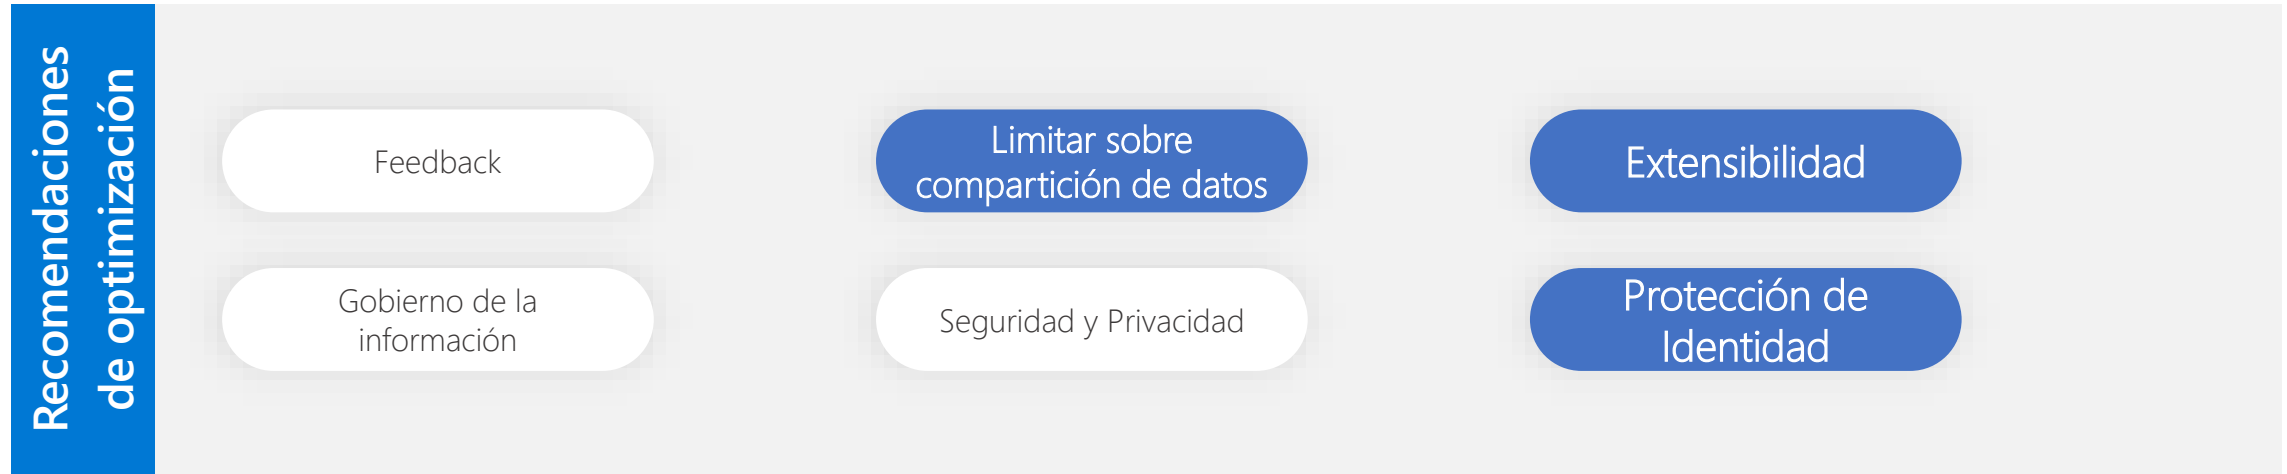 Recomendaciones
de optimización
Feedback
Limitar sobre
compartición de datos
Extensibilidad
Gobierno de la
información
Seguridad y Privacidad
Protección de
Identidad